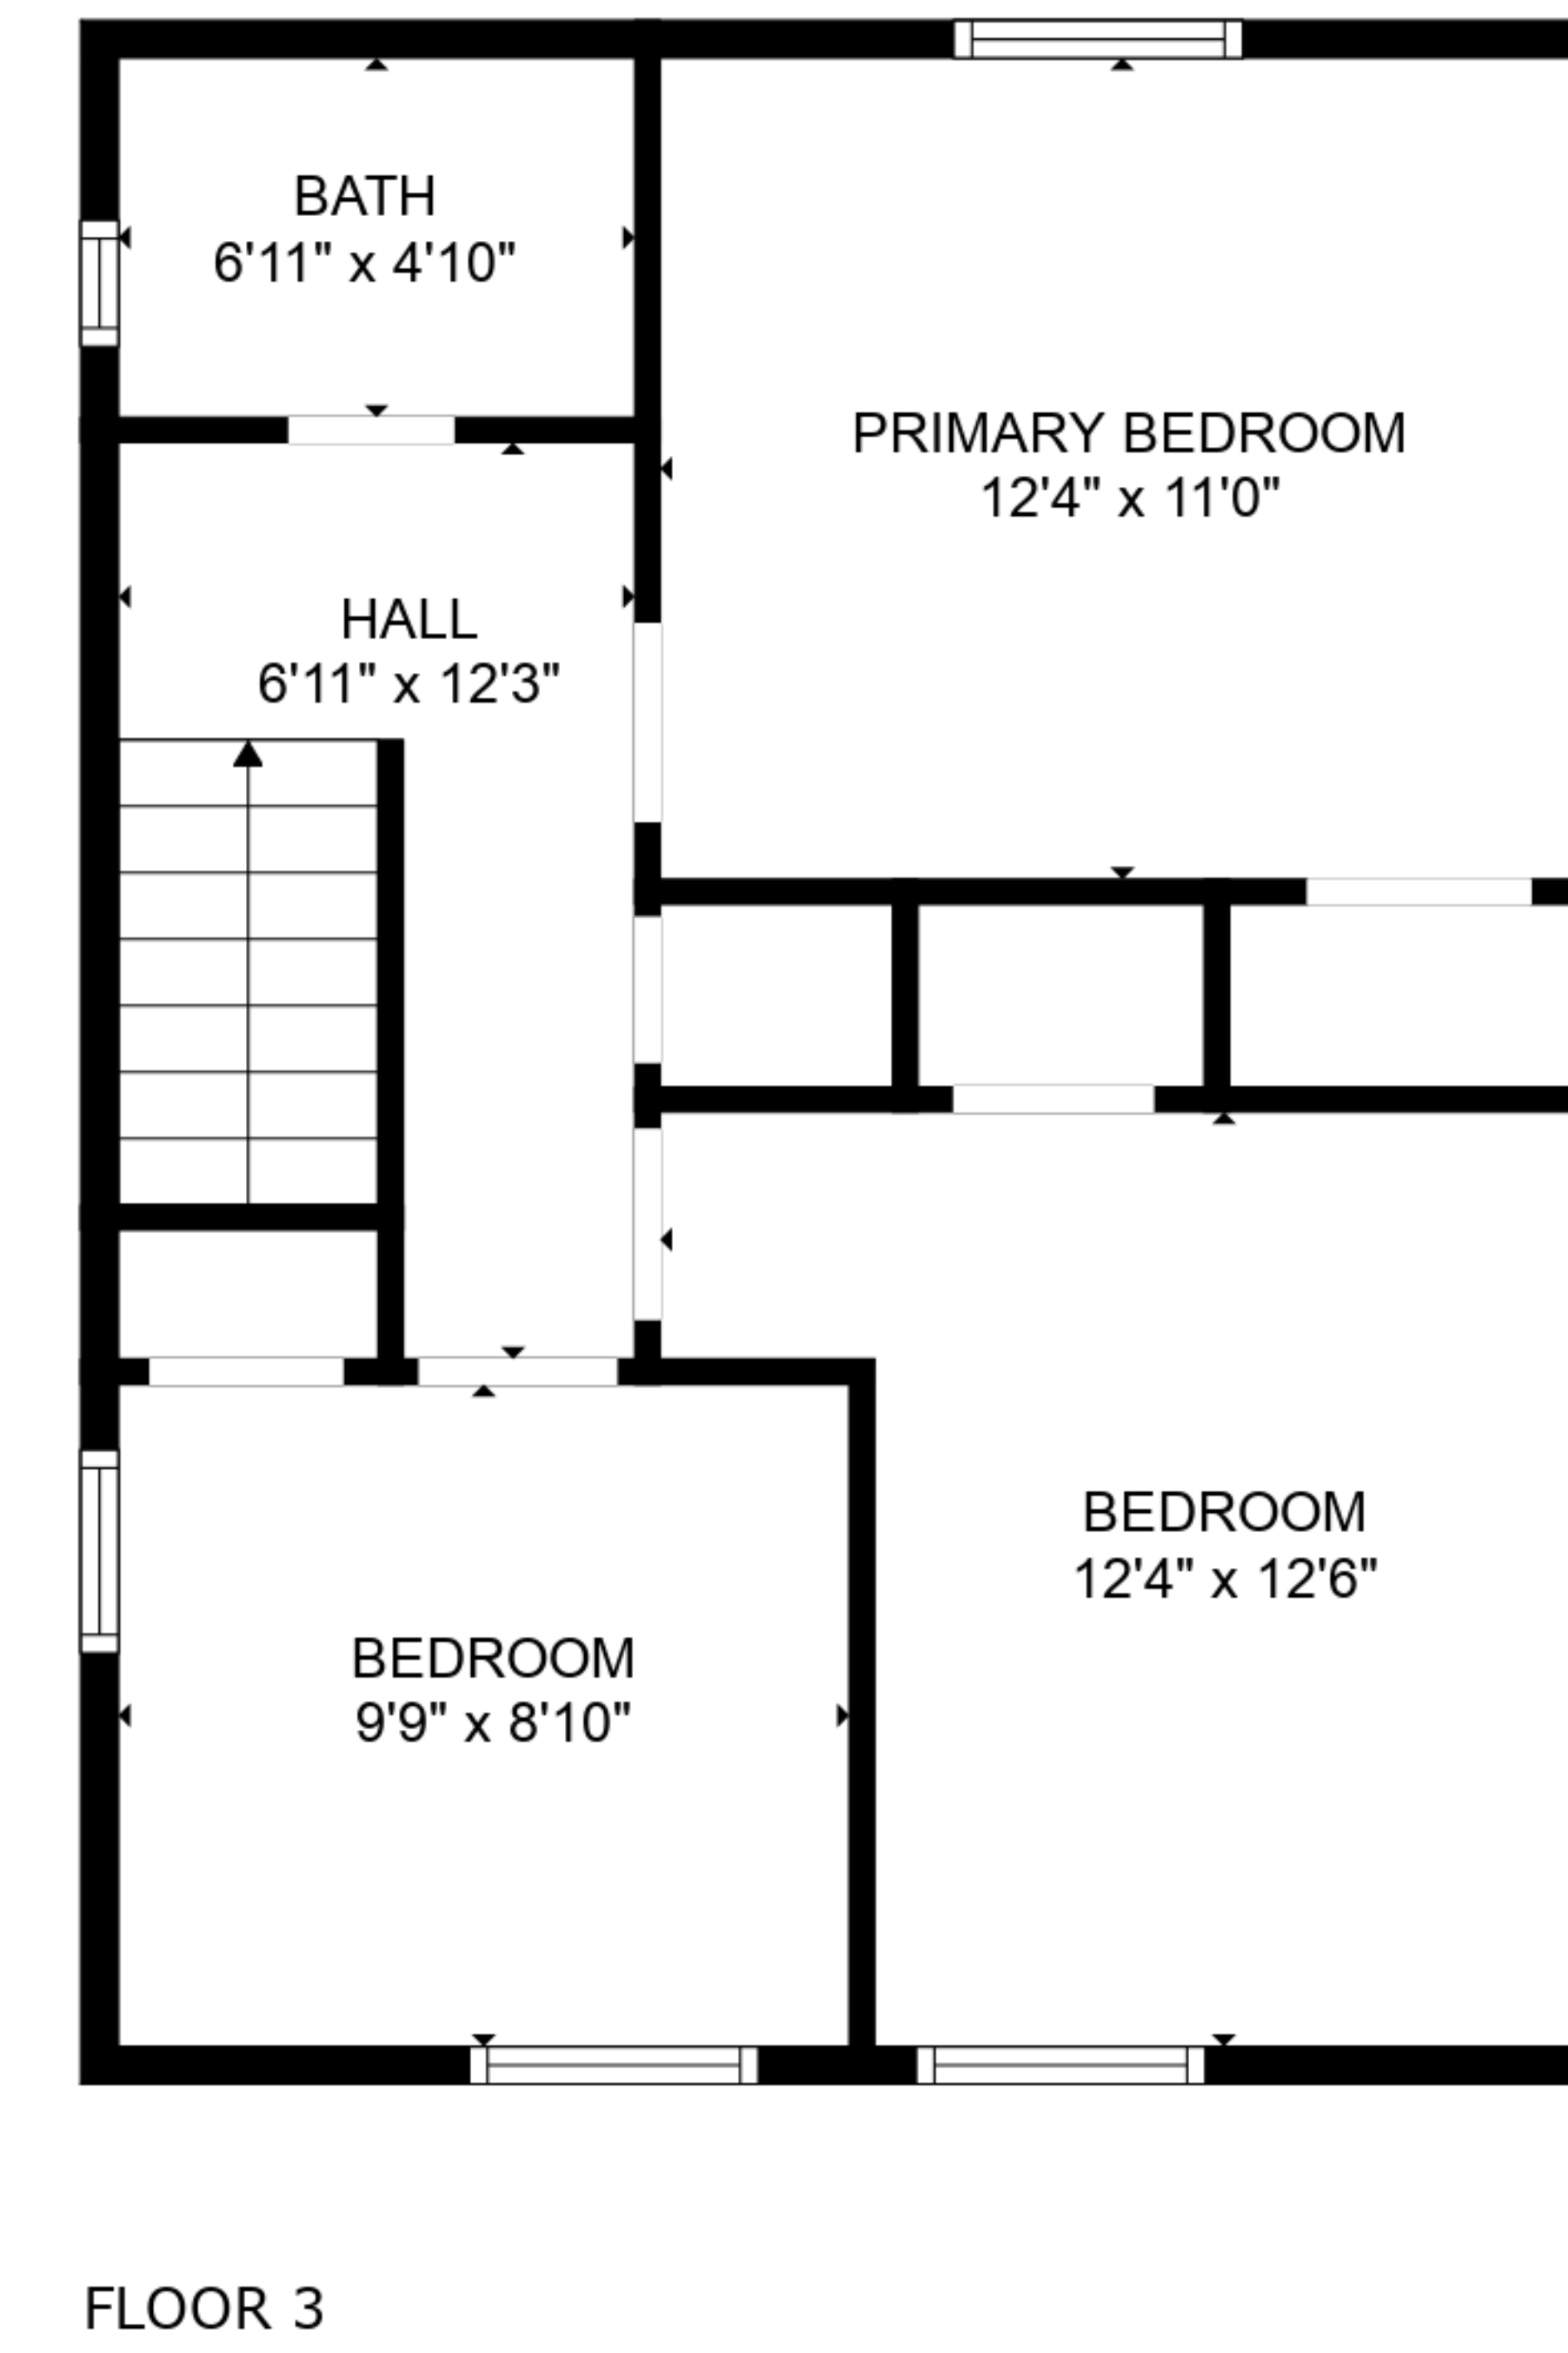 BATH
6'11" x 4'10"
PRIMARY BEDROOM
12'4" x 11'0"
HALL
6'11" x 12'3"
BEDROOM
12'4" x 12'6"
BEDROOM
9'9" x 8'10"
FLOOR 3